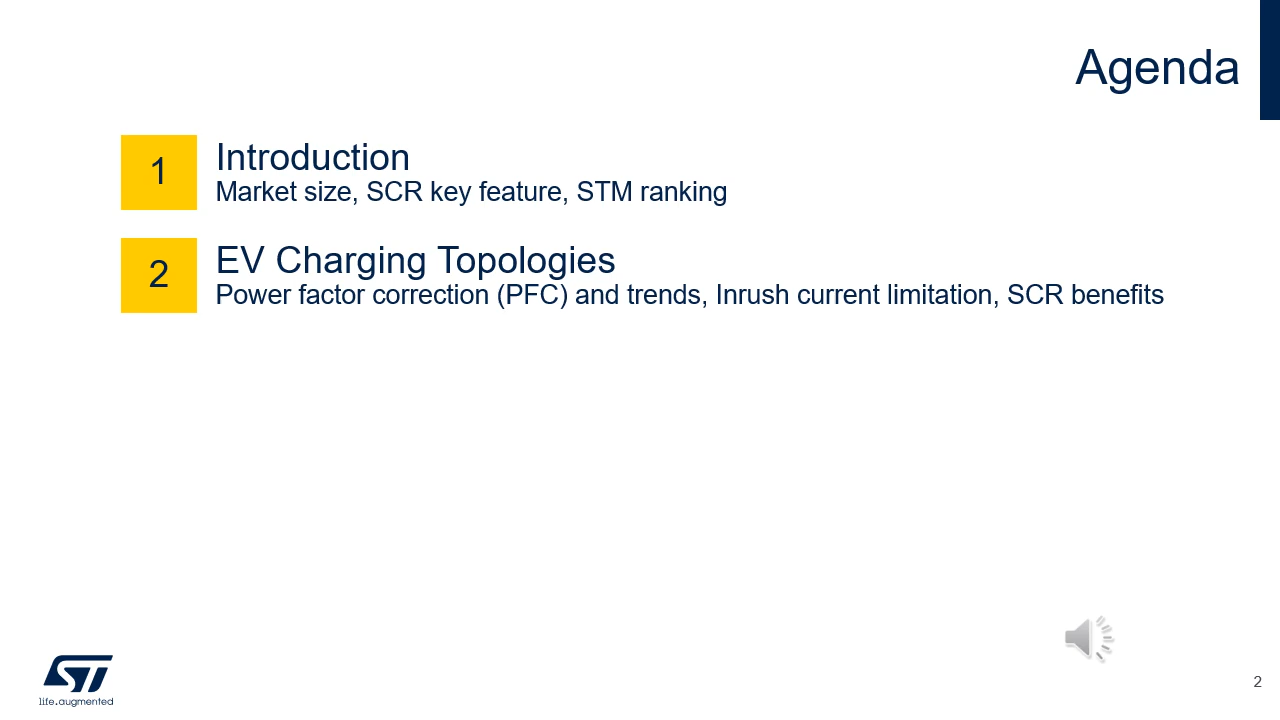 Agenda
1
Introduction
Market size, SCR key feature, STM ranking
2
EV Charging Topologies
Power factor correction (PFC) and trends, Inrush current limitation, SCR benefits
ST
life.augmented
2